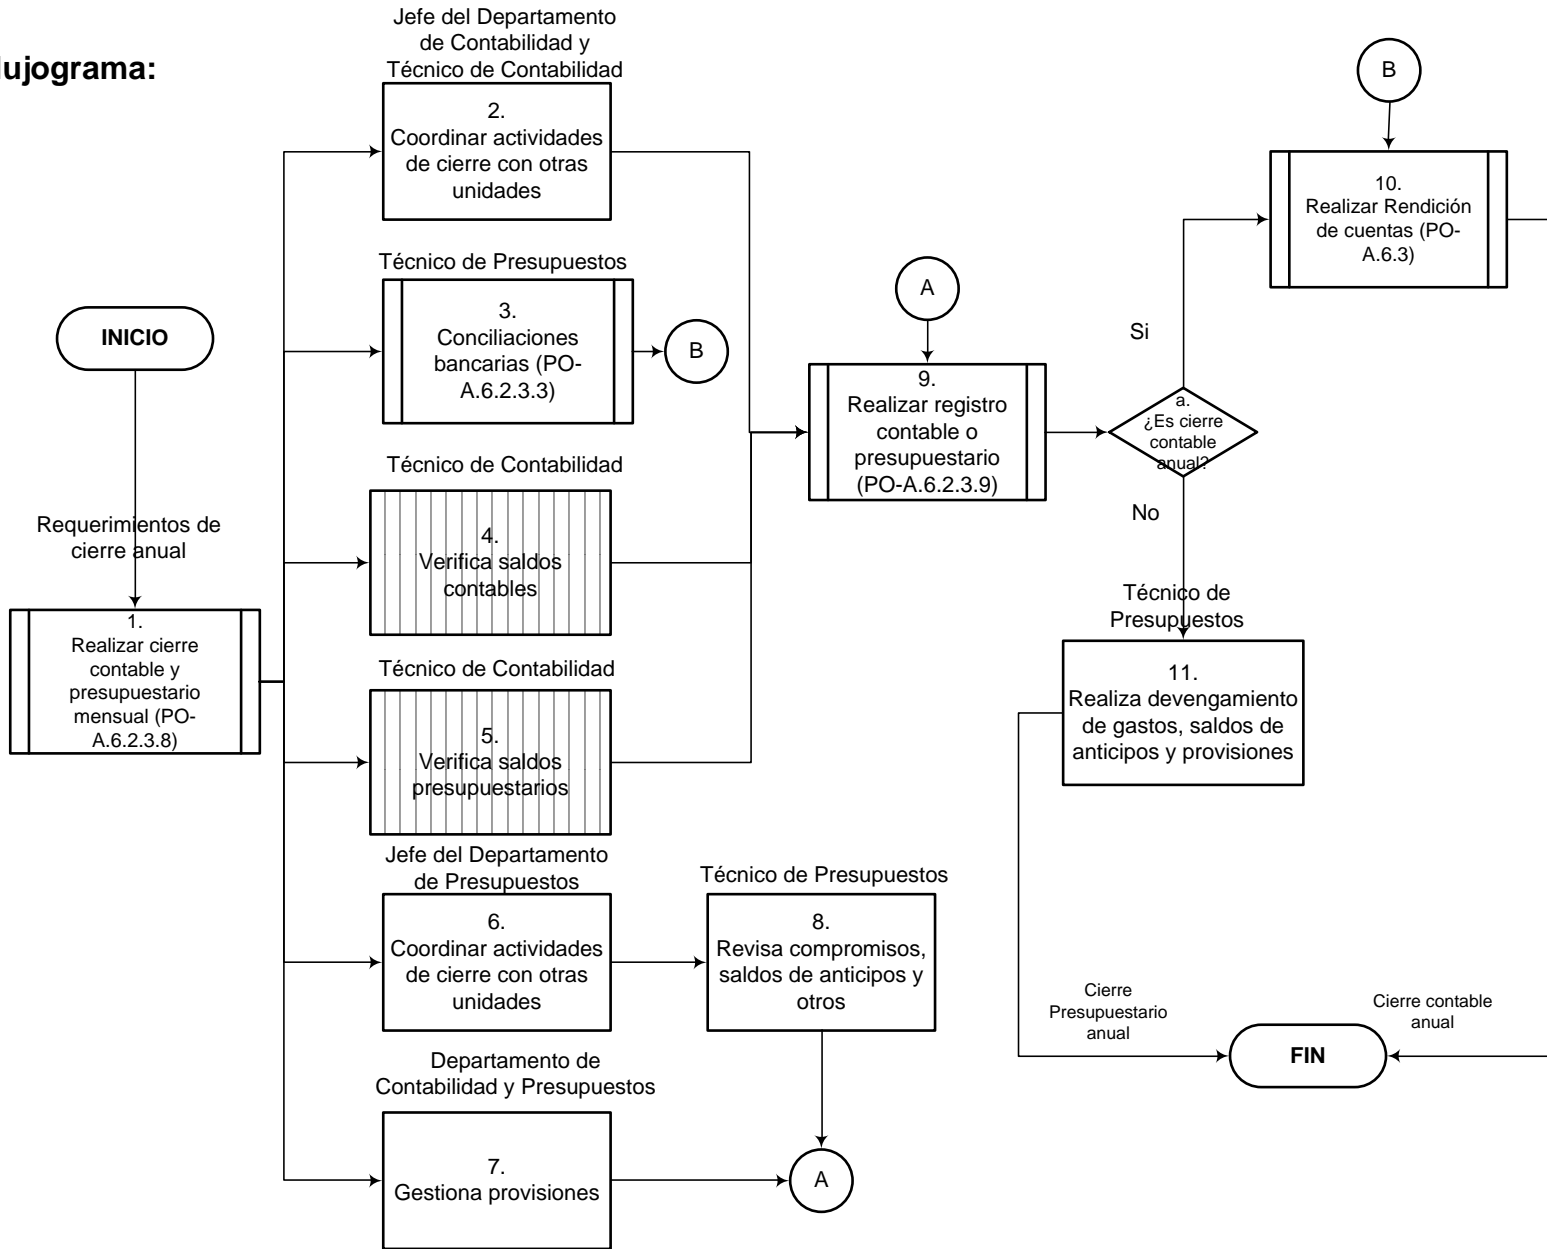 lujograma:
INICIO
Requerimientos de
cierre anual
1.
Realizar cierre
contable y
presupuestario
mensual (PO-
A.6.2.3.8)
Jefe del Departamento
de Contabilidad y
Técnico de Contabilidad
2.
Coordinar actividades
de cierre con otras
unidades
Técnico de Presupuestos
3.
Conciliaciones
bancarias (PO-
A.6.2.3.3)
B
Técnico de Contabilidad
4.
Verifica saldos
contables
Técnico de Contabilidad
5.
Verifica saldos
presupuestarios
Jefe del Departamento
de Presupuestos
6.
Coordinar actividades
de cierre con otras
unidades
Departamento de
Contabilidad y Presupuestos
7.
Gestiona provisiones
Técnico de Presupuestos
8.
Revisa compromisos,
saldos de anticipos y
otros
A
A
9.
Realizar registro
contable o
presupuestario
(PO-A.6.2.3.9)
a.
¿Es cierre
contable
anual?
Si
No
B
10.
Realizar Rendición
de cuentas (PO-
A.6.3)
Técnico de
Presupuestos
11.
Realiza devengamiento
de gastos, saldos de
anticipos y provisiones
Cierre
Presupuestario
anual
Cierre contable
anual
FIN